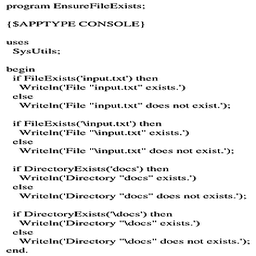 program EnsureFileExists;

{$APPTYPE CONSOLE}

uses
  SysUtils;

begin
  if FileExists('input.txt') then
    Writeln('File "input.txt" exists.')
  else
    Writeln('File "input.txt" does not exist.');

  if FileExists('\input.txt') then
    Writeln('File "\input.txt" exists.')
  else
    Writeln('File "\input.txt" does not exist.');

  if DirectoryExists('docs') then
    Writeln('Directory "docs" exists.')
  else
    Writeln('Directory "docs" does not exists.');

  if DirectoryExists('\docs') then
    Writeln('Directory "\docs" exists.')
  else
    Writeln('Directory "\docs" does not exists.');
end.